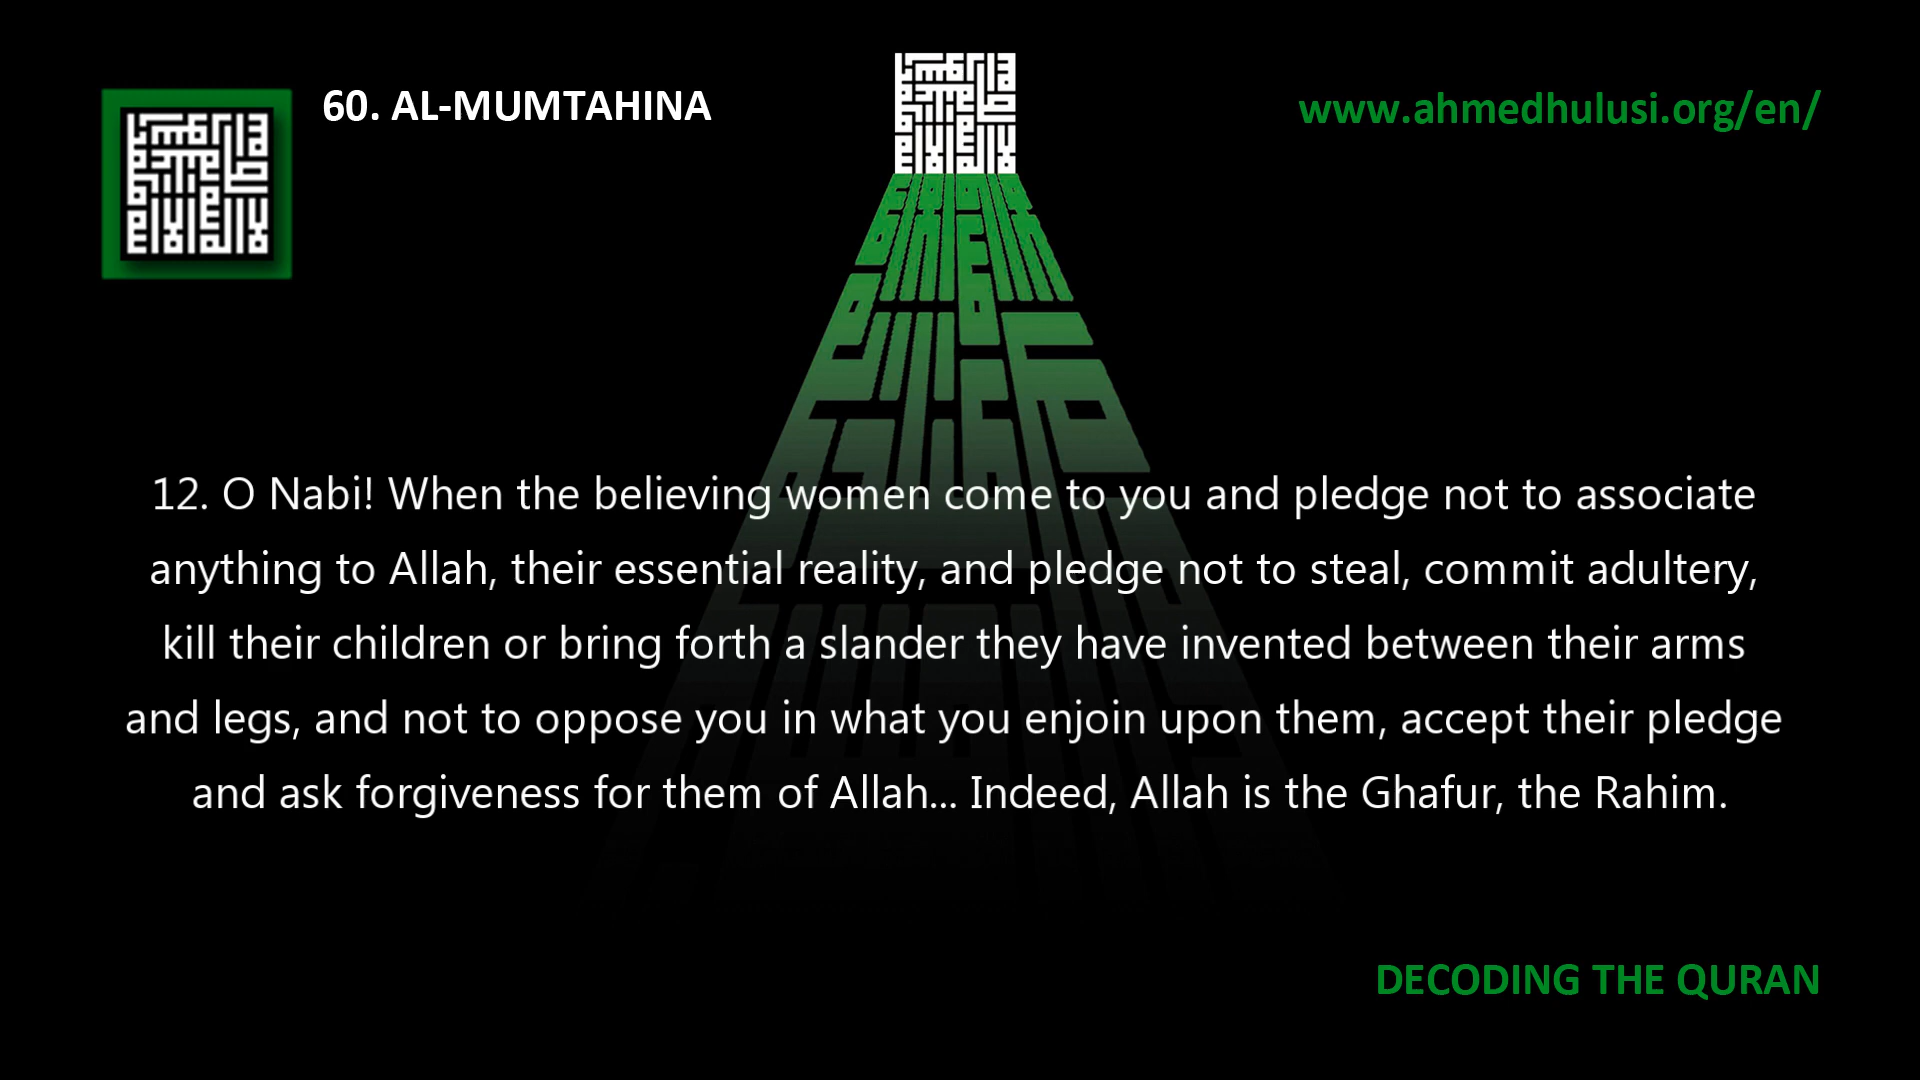 60. AL-MUMTAHINA
www.ahmedhulusi.org/en/
12. O Nabi! When the believing women come to you and pledge not to associate
anything to Allah, their essential reality, and pledge not to steal, commit adultery,
kill their children or bring forth a slander they have invented between their arms
and legs, and not to oppose you in what you enjoin upon them, accept their pledge
and ask forgiveness for them of Allah... Indeed, Allah is the Ghafur, the Rahim.
DECODING THE QURAN